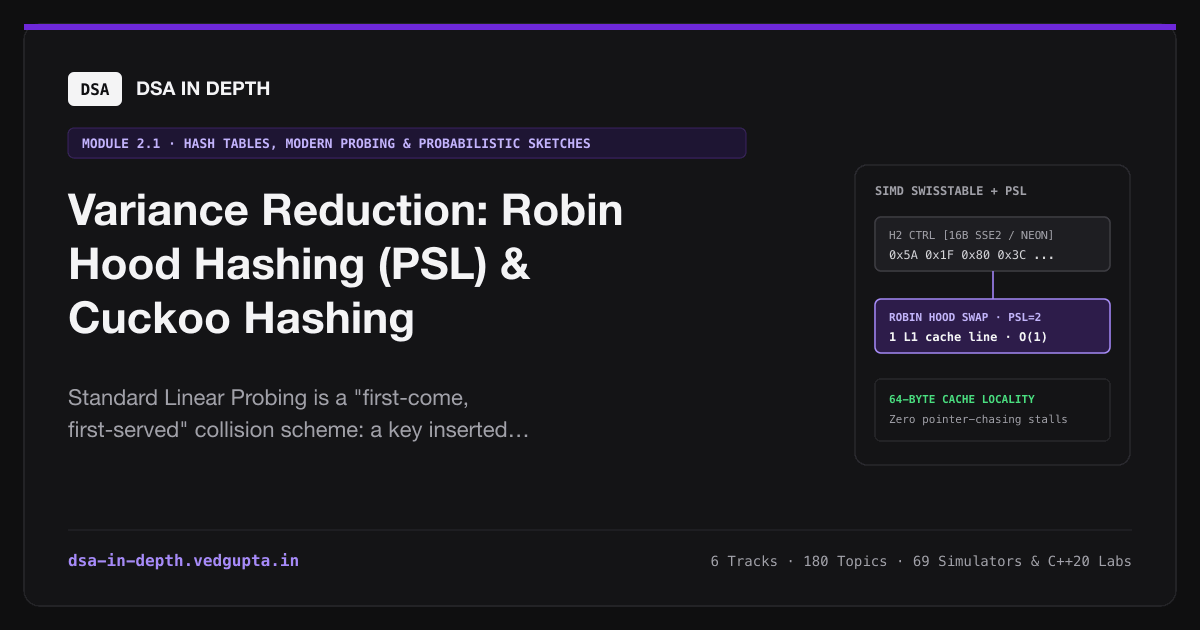 DSA
DSA IN DEPTH
MODULE 2.1 · HASH TABLES, MODERN PROBING & PROBABILISTIC SKETCHES
Variance Reduction: Robin
Hood Hashing (PSL) &
Cuckoo Hashing
Standard Linear Probing is a "first-come,
first-served" collision scheme: a key inserted…
SIMD SWISSTABLE + PSL
H2 CTRL [16B SSE2 / NEON]
0x5A 0x1F 0x80 0x3C ...
ROBIN HOOD SWAP · PSL=2
1 L1 cache line · O(1)
64-BYTE CACHE LOCALITY
Zero pointer-chasing stalls
dsa-in-depth.vedgupta.in
6 Tracks · 180 Topics · 69 Simulators & C++20 Labs